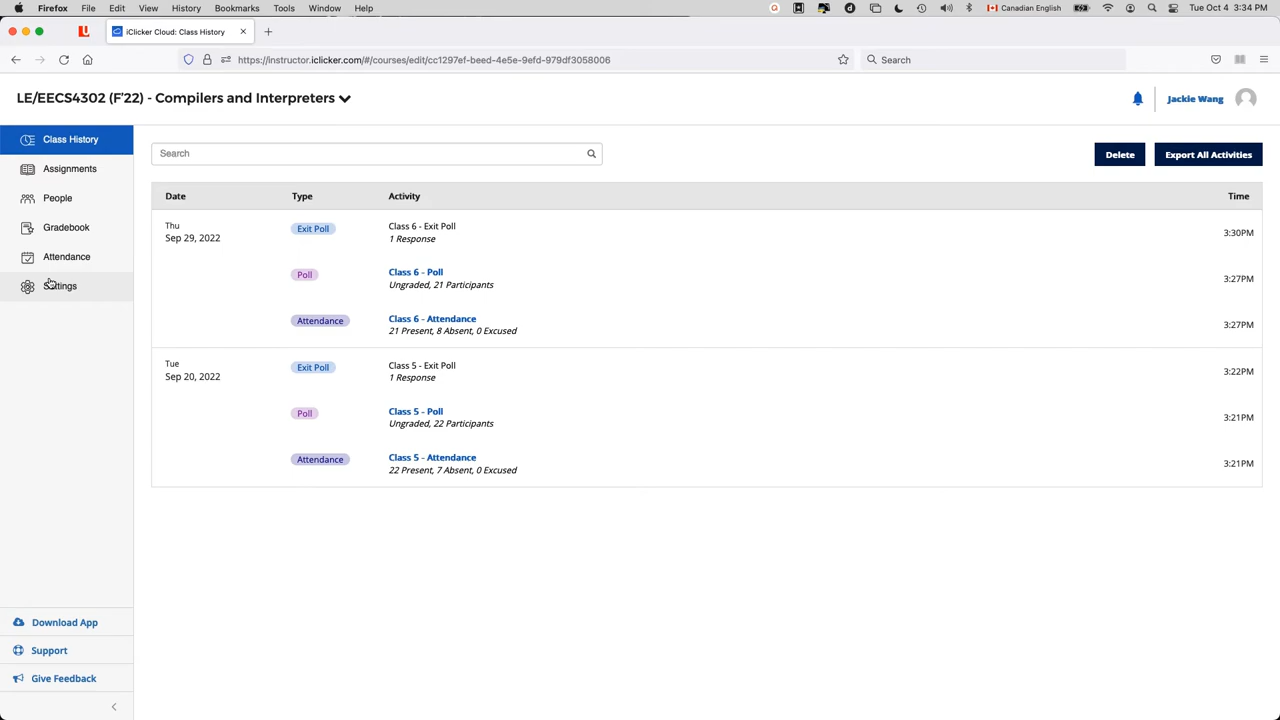 Firefox File Edit View History Bookmarks Tools Window Help Canadian English Tue Oct 4 3:34 PM
iClicker Cloud: Class History
https://instructor.iclicker.com/#/courses/edit/cc1297ef-beed-4e5e-9efd-979df3058006 Search
LE/EECS4302 (F'22) - Compilers and Interpreters Jackie Wang
Class History
Assignments
People
Gradebook
Attendance
Settings
Download App
Support
Give Feedback
Search Delete Export All Activities
Date Type Activity Time
Thu
Sep 29, 2022
Exit Poll Class 6 - Exit Poll 3:30PM
1 Response
Poll Class 6 - Poll 3:27PM
Ungraded, 21 Participants
Attendance Class 6 - Attendance 3:27PM
21 Present, 8 Absent, 0 Excused
Tue
Sep 20, 2022
Exit Poll Class 5 - Exit Poll 3:22PM
1 Response
Poll Class 5 - Poll 3:21PM
Ungraded, 22 Participants
Attendance Class 5 - Attendance 3:21PM
22 Present, 7 Absent, 0 Excused